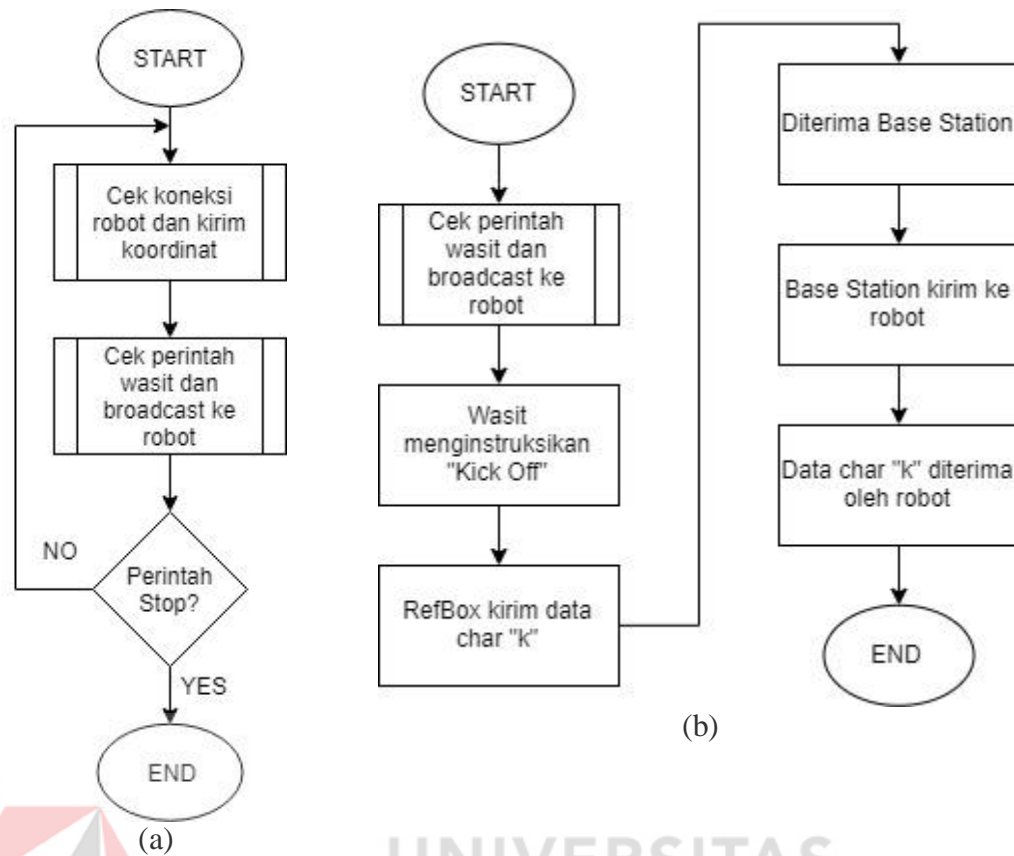 START
Cek koneksi
robot dan kirim
koordinat
Cek perintah
wasit dan
broadcast ke
robot
Perintah
Stop?
NO
YES
END
(a)
START
Cek perintah
wasit dan
broadcast ke
robot
Wasit
menginstruksikan
"Kick Off"
RefBox kirim data
char "k"
Diterima Base Station
Base Station kirim ke
robot
Data char "k" diterima
oleh robot
END
(b)
UNIVERSITAS